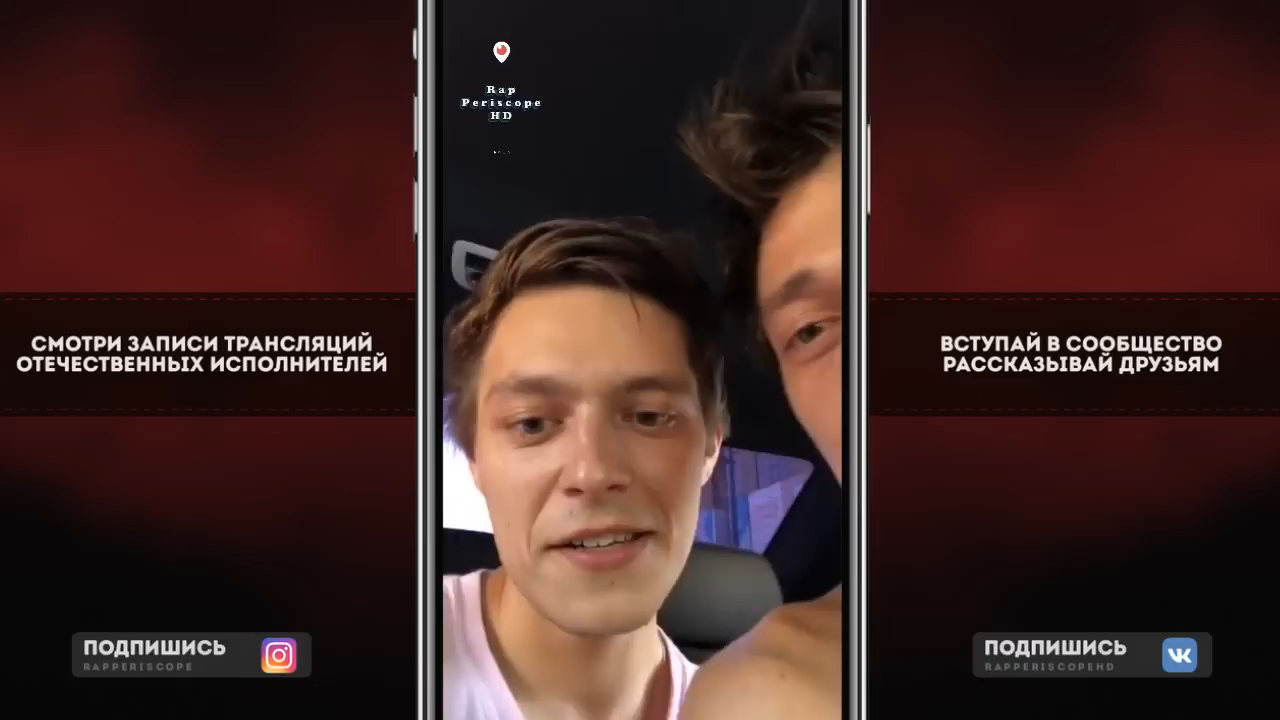 Rap
Periscope
HD
СМОТРИ ЗАПИСИ ТРАНСЛЯЦИЙ
ОТЕЧЕСТВЕННЫХ ИСПОЛНИТЕЛЕЙ
ВСТУПАЙ В СООБЩЕСТВО
РАССКАЗЫВАЙ ДРУЗЬЯМ
ПОДПИШИСЬ
RAPPERISCOPE
ПОДПИШИСЬ
RAPPERISCOPEHD